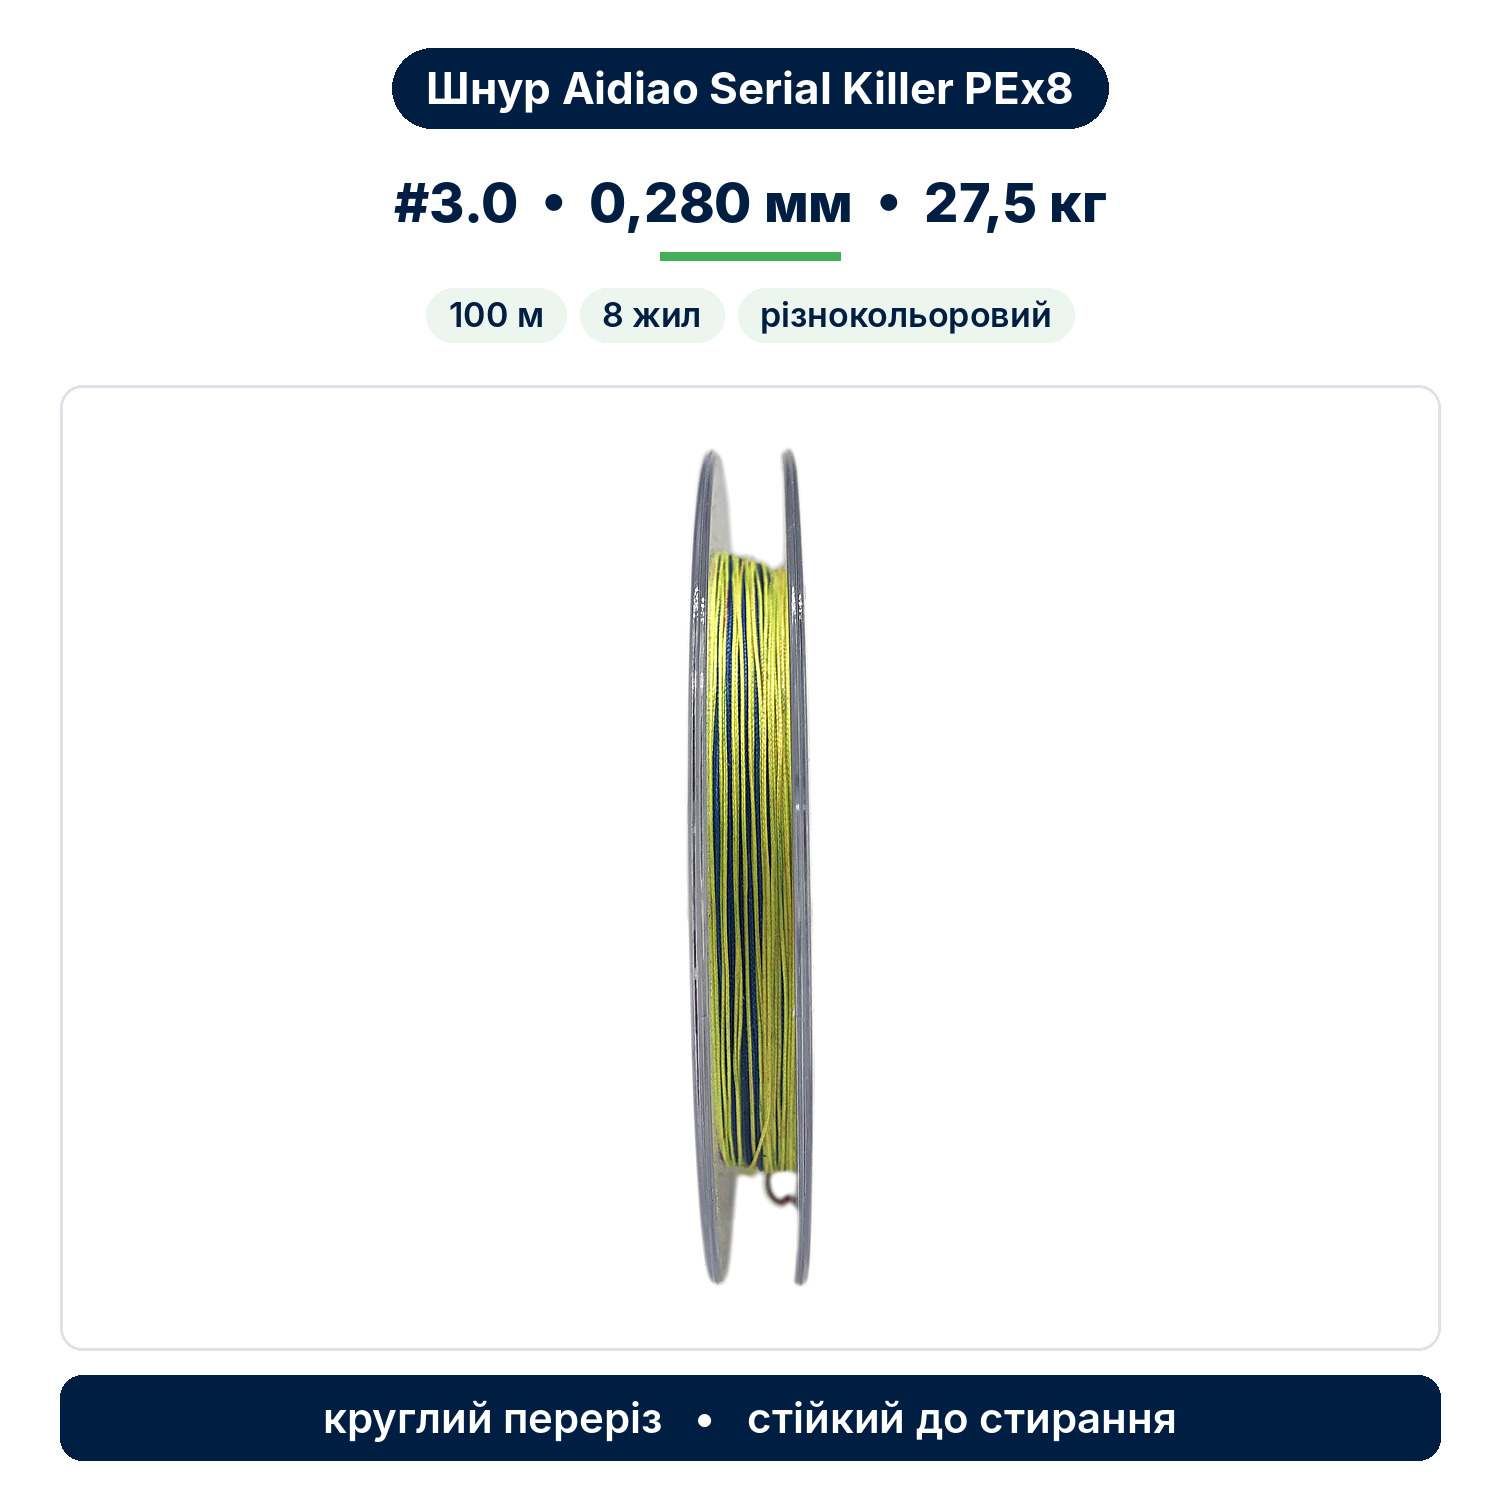 Шнур Aidiao Serial Killer PEx8
#3.0 • 0,280 мм • 27,5 кг
100 м 8 жил різнокольоровий
круглий переріз • стійкий до стирання